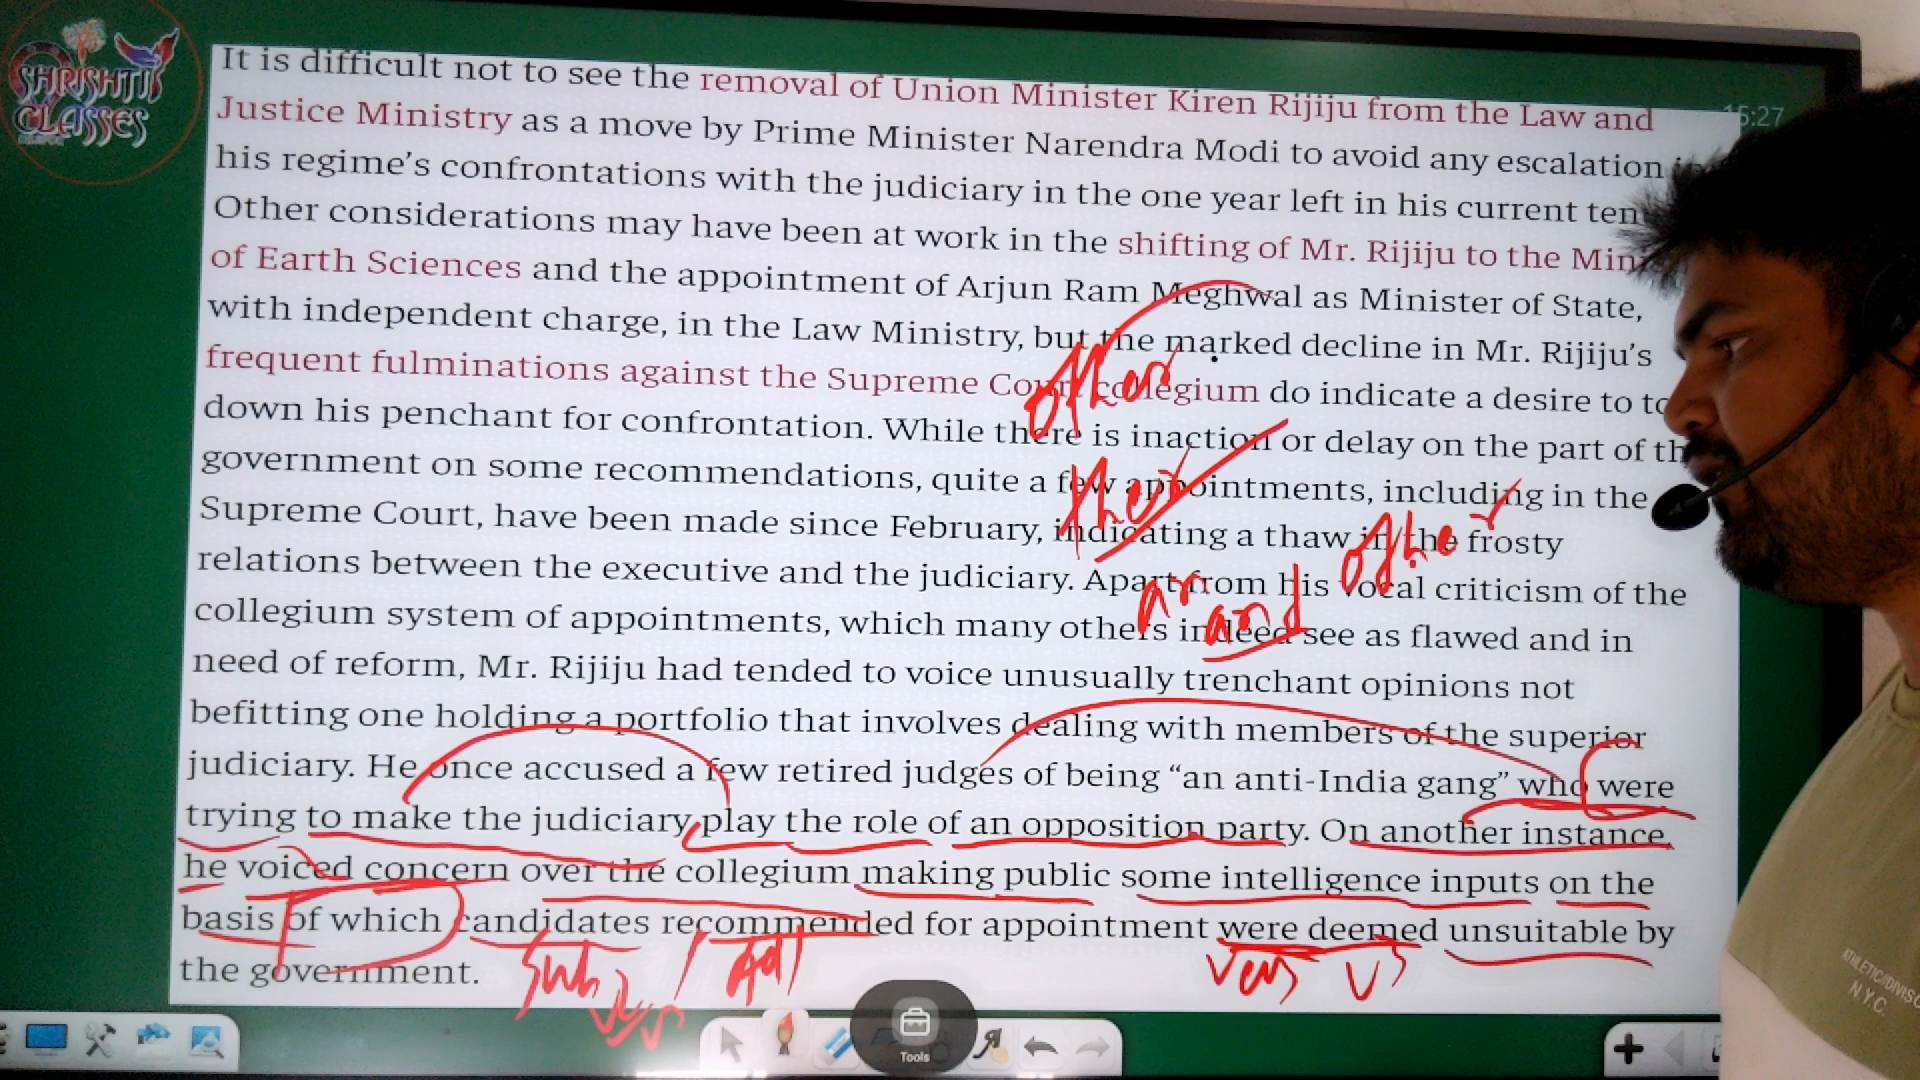 SHRISHTI
CLASSES
15:27
It is difficult not to see the removal of Union Minister Kiren Rijiju from the Law and
Justice Ministry as a move by Prime Minister Narendra Modi to avoid any escalation
his regime's confrontations with the judiciary in the one year left in his current
Other considerations may have been at work in the shifting of Mr. Rijiju to the
of Earth Sciences and the appointment of Arjun Ram Meghwal as Minister of State,
with independent charge, in the Law Ministry, but the marked decline in Mr. Rijiju's
frequent fulminations against the Supreme Court collegium do indicate a desire to
down his penchant for confrontation. While there is inaction or delay on the part of
government on some recommendations, quite a few appointments, including in the
Supreme Court, have been made since February, indicating a thaw in the frosty
relations between the executive and the judiciary. Apart from his vocal criticism of the
collegium system of appointments, which many others indeed see as flawed and in
need of reform, Mr. Rijiju had tended to voice unusually trenchant opinions not
befitting one holding a portfolio that involves dealing with members of the superior
judiciary. He once accused a few retired judges of being “an anti-India gang” who were
trying to make the judiciary play the role of an opposition party. On another instance,
he voiced concern over the collegium making public some intelligence inputs on the
basis of which candidates recommended for appointment were deemed unsuitable by
the government.
other
their
other
an
and
Sub
V3
Tools
ATHLETIC DIVISIO
N.Y.C.